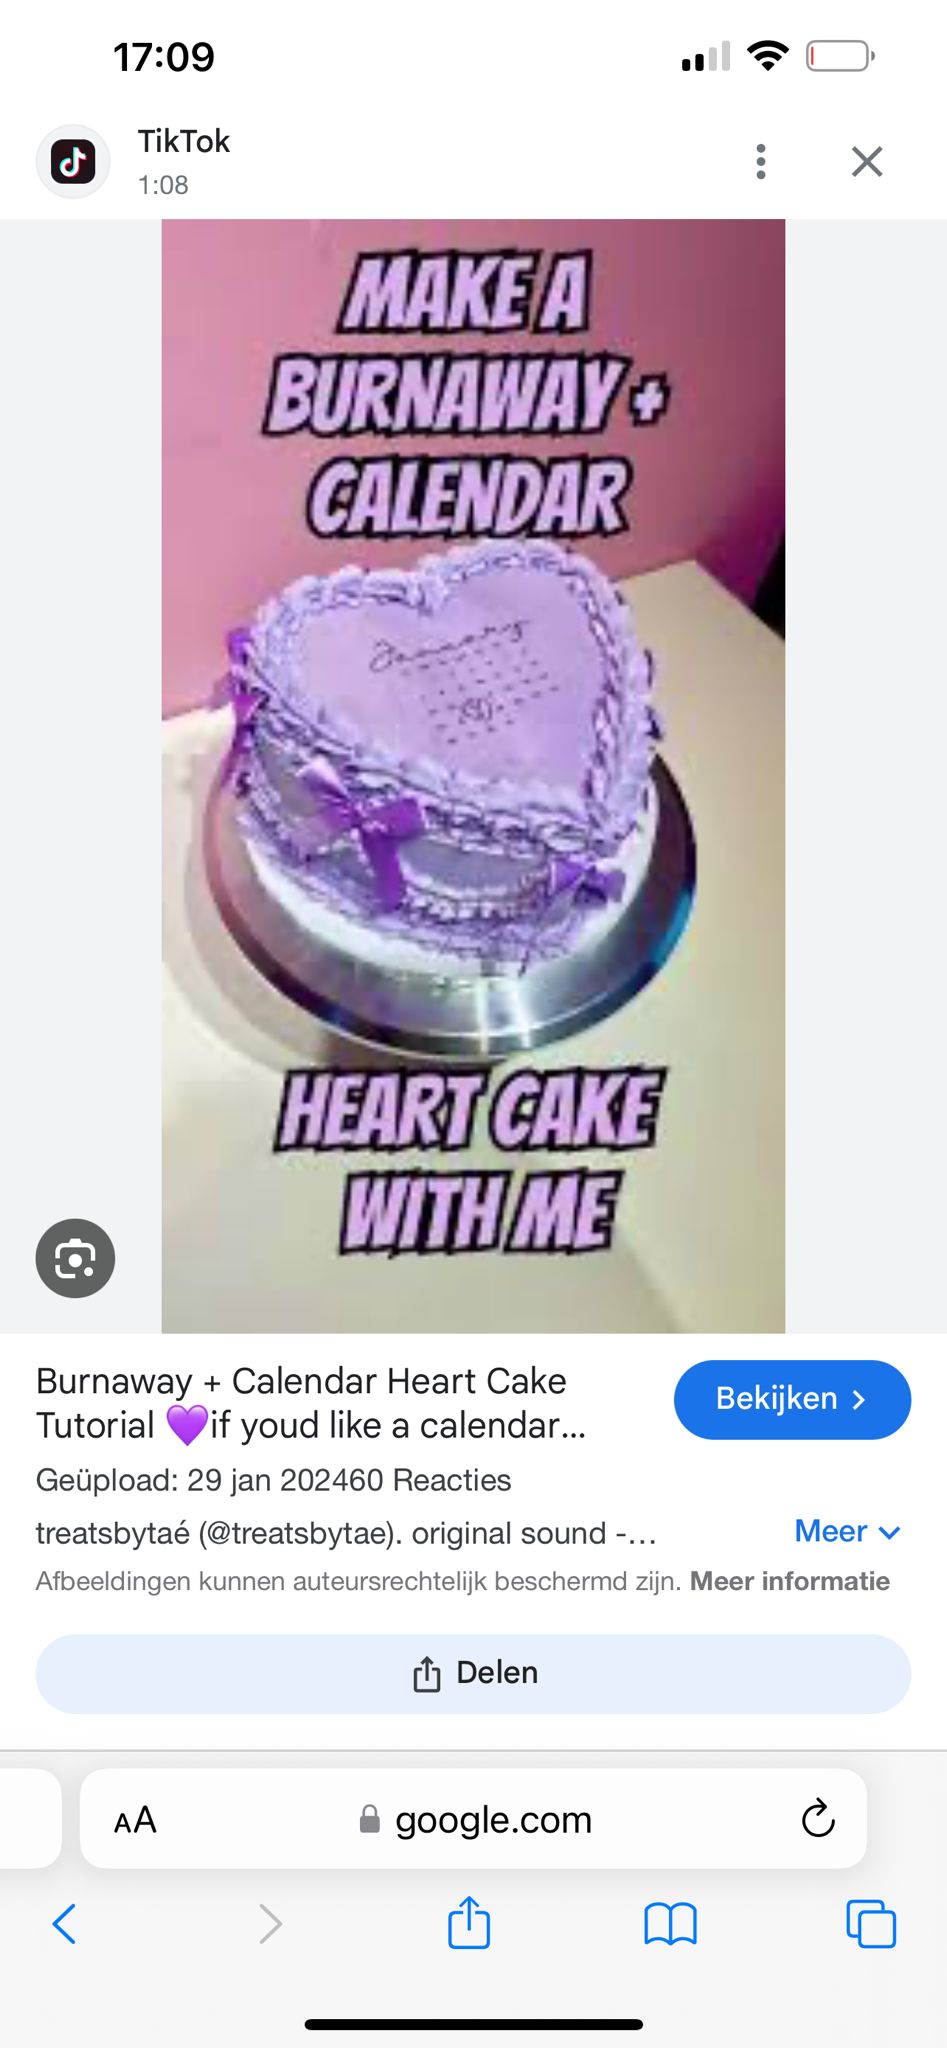 17:09
TikTok
1:08
MAKE A
BURNAWAY +
CALENDAR
January
HEART CAKE
WITH ME
Burnaway + Calendar Heart Cake
Tutorial 💜if youd like a calendar...
Bekijken >
Geüpload: 29 jan 202460 Reacties
treatsbytaé (@treatsbytae). original sound -...
Meer
Afbeeldingen kunnen auteursrechtelijk beschermd zijn. Meer informatie
Delen
AA
google.com